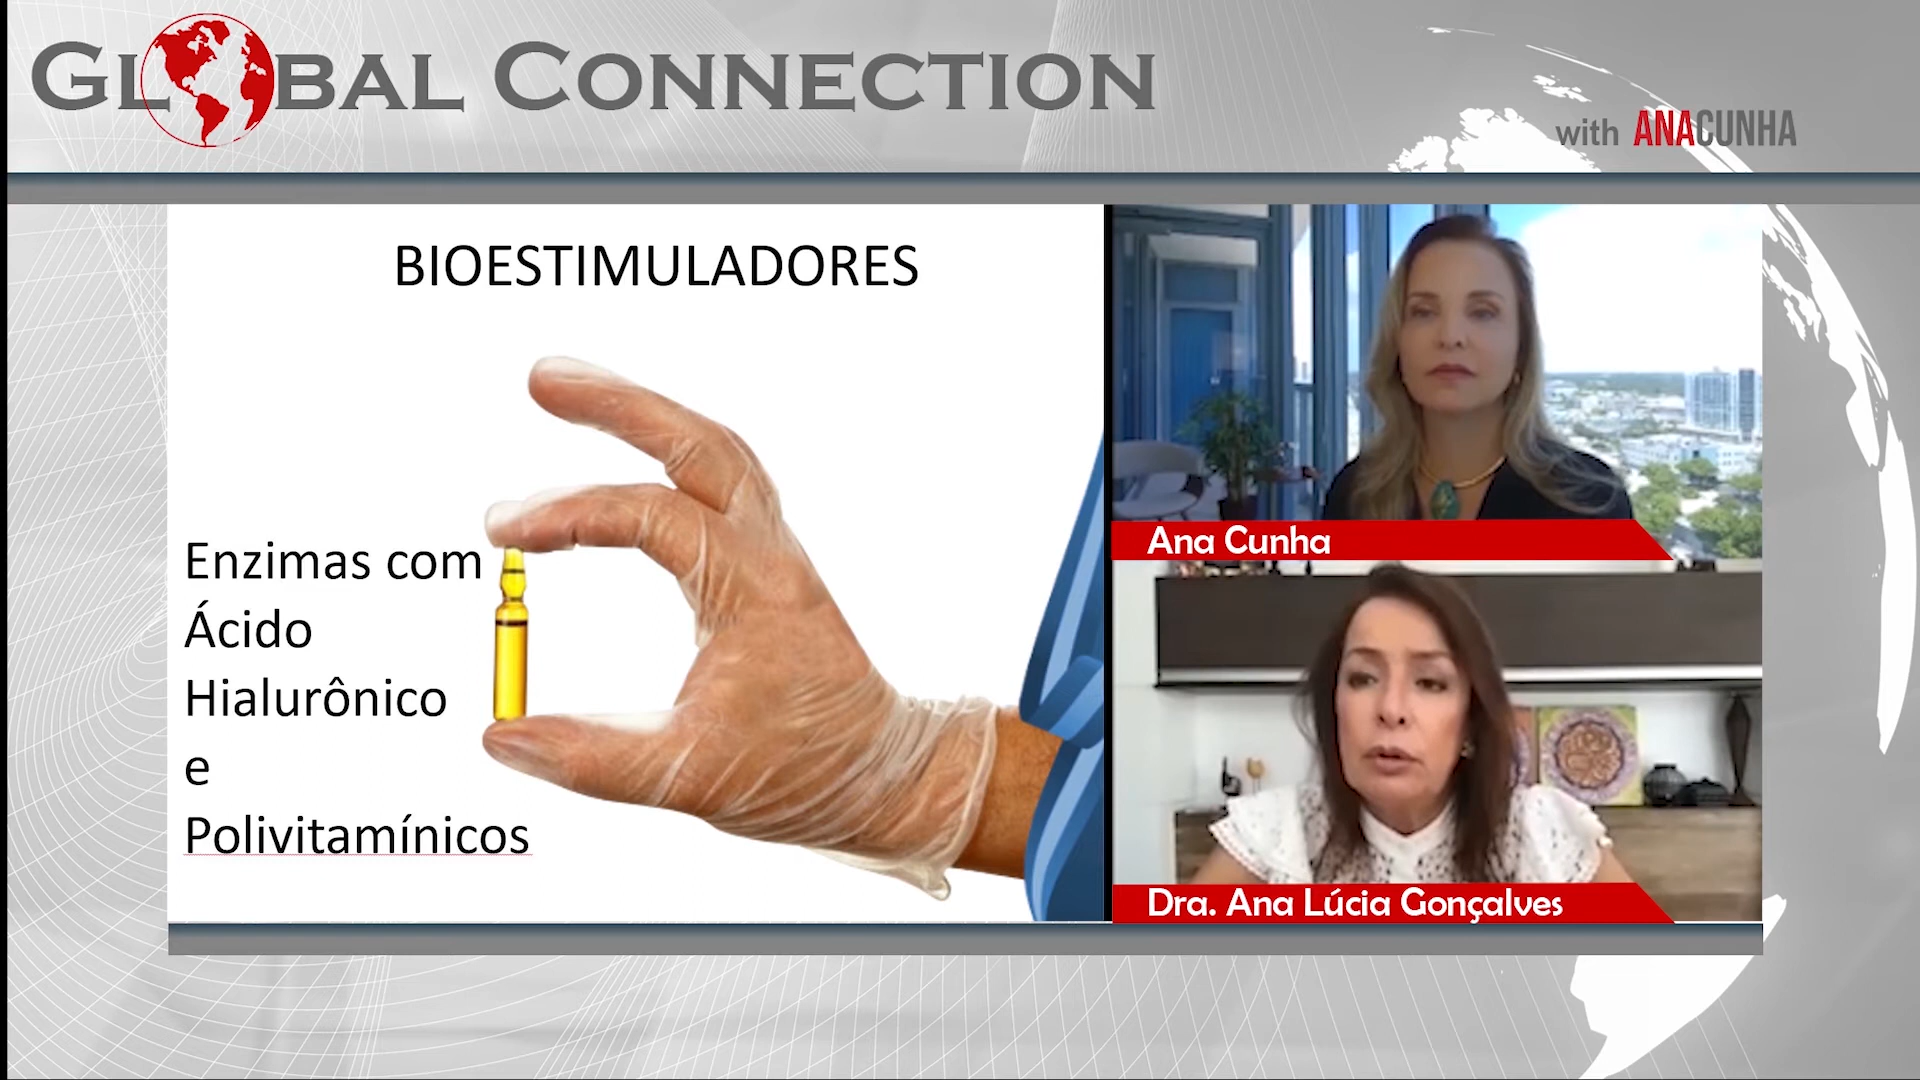 GLOBAL CONNECTION
with ANACUNHA
BIOESTIMULADORES
Enzimas com
Ácido
Hialurônico
e
Polivitamínicos
Ana Cunha
Dra. Ana Lúcia Gonçalves